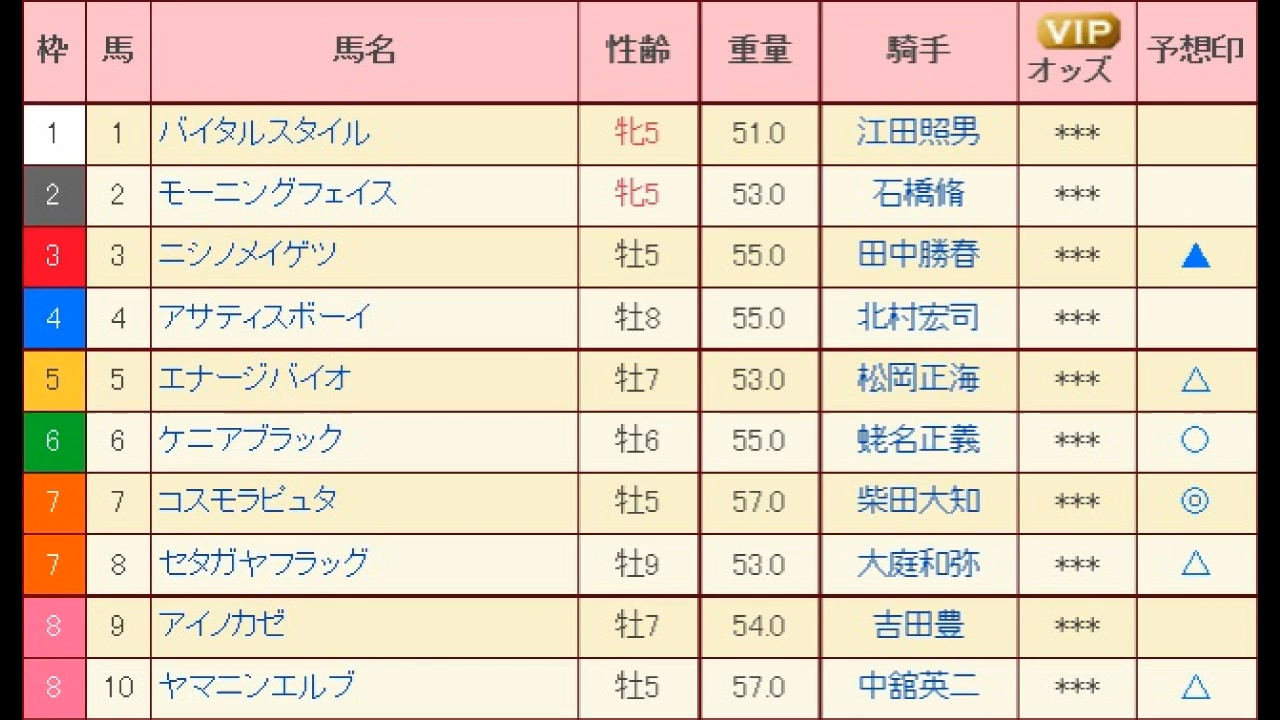 枠 馬 馬名 性齢 重量 騎手 VIP オッズ 予想印
1 1 バイタルスタイル 牝5 51.0 江田照男 ***
2 2 モーニングフェイス 牝5 53.0 石橋脩 ***
3 3 ニシノメイゲツ 牡5 55.0 田中勝春 *** ▲
4 4 アサティスボーイ 牡8 55.0 北村宏司 ***
5 5 エナージバイオ 牡7 53.0 松岡正海 *** △
6 6 ケニアブラック 牡6 55.0 蛯名正義 *** ○
7 7 コスモラピュタ 牡5 57.0 柴田大知 *** ◎
7 8 セタガヤフラッグ 牡9 53.0 大庭和弥 *** △
8 9 アイノカゼ 牡7 54.0 吉田豊 ***
8 10 ヤマニンエルブ 牡5 57.0 中舘英二 *** △